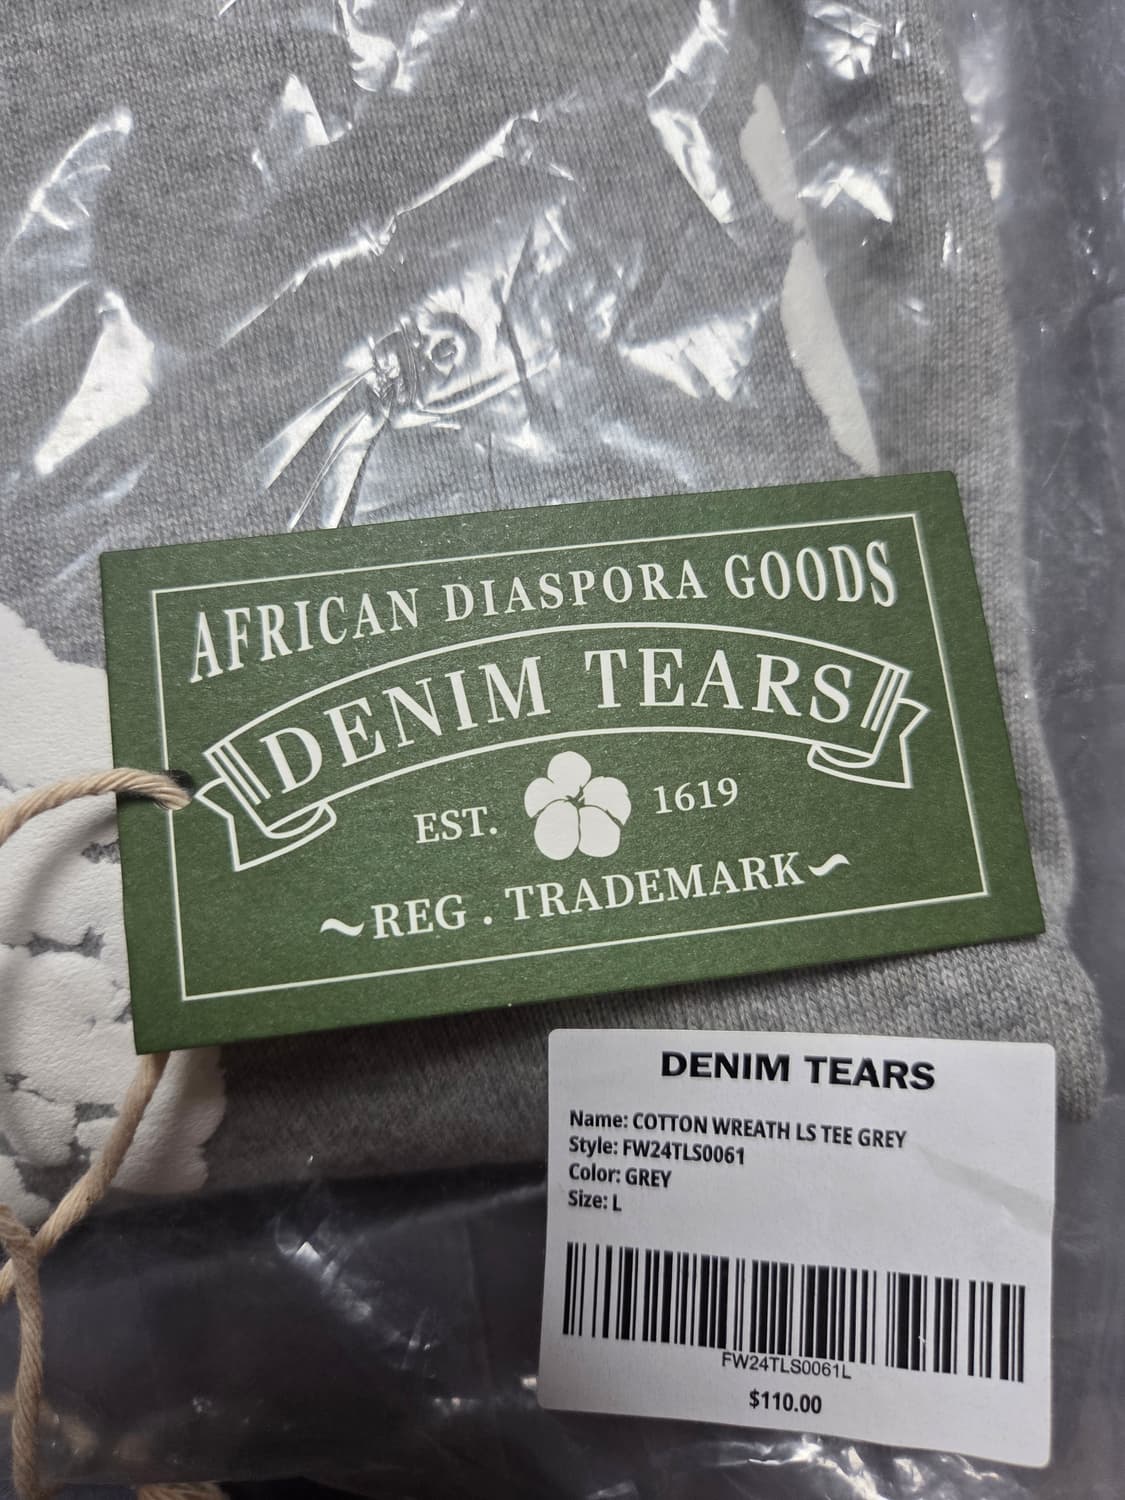 AFRICAN DIASPORA GOODS
DENIM TEARS
EST. 1619
~REG . TRADEMARK~
DENIM TEARS
Name: COTTON WREATH LS TEE GREY
Style: FW24TLS0061
Color: GREY
Size: L
FW24TLS0061L
$110.00